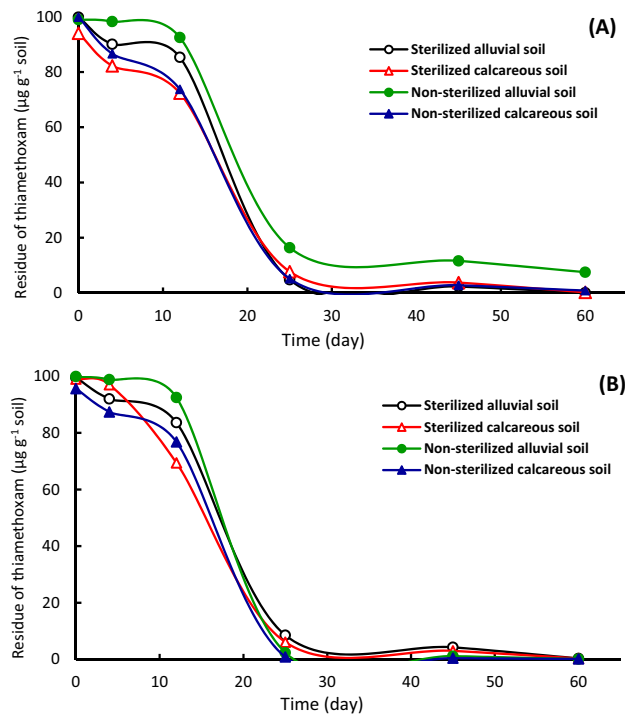 (A)
100
80
60
40
20
0
Residue of thiamethoxam (µg g-1 soil)
Sterilized alluvial soil
Sterilized calcareous soil
Non-sterilized alluvial soil
Non-sterilized calcareous soil
0 10 20 30 40 50 60
Time (day)
(B)
100
80
60
40
20
0
Residue of thiamethoxam (µg g-1 soil)
Sterilized alluvial soil
Sterilized calcareous soil
Non-sterilized alluvial soil
Non-sterilized calcareous soil
0 10 20 30 40 50 60
Time (day)